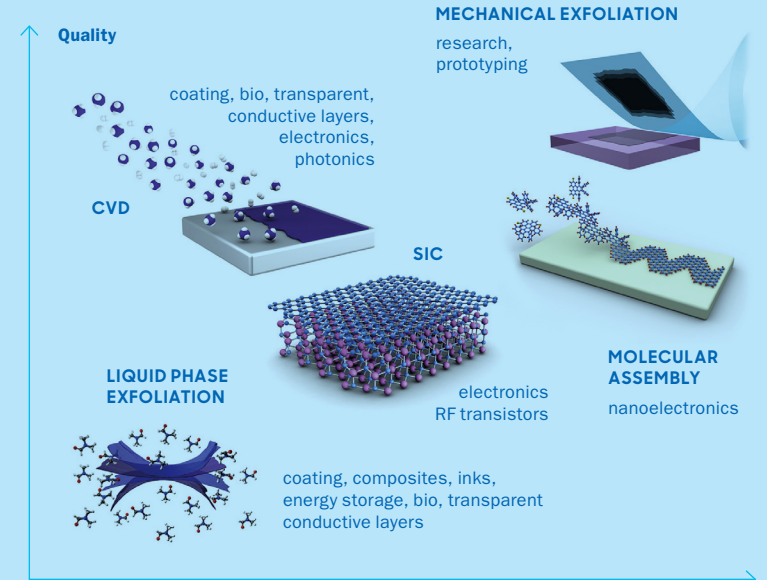 Quality
MECHANICAL EXFOLIATION
research,
prototyping
coating, bio, transparent,
conductive layers,
electronics,
photonics
CVD
SIC
electronics
RF transistors
MOLECULAR
ASSEMBLY
nanoelectronics
LIQUID PHASE
EXFOLIATION
coating, composites, inks,
energy storage, bio, transparent
conductive layers